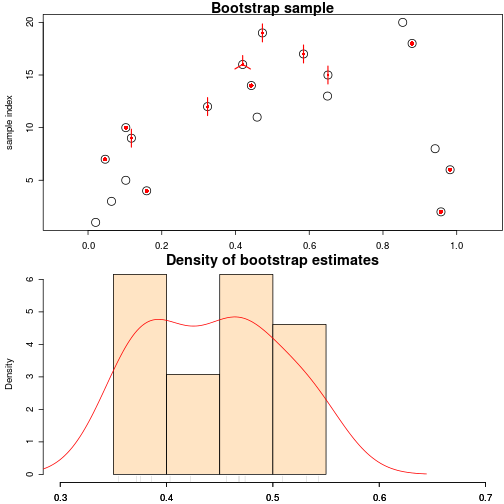 Bootstrap sample
sample index
20
15
10
5
0.0 0.2 0.4 0.6 0.8 1.0
Density of bootstrap estimates
Density
6
5
4
3
2
1
0
0.3 0.4 0.5 0.6 0.7